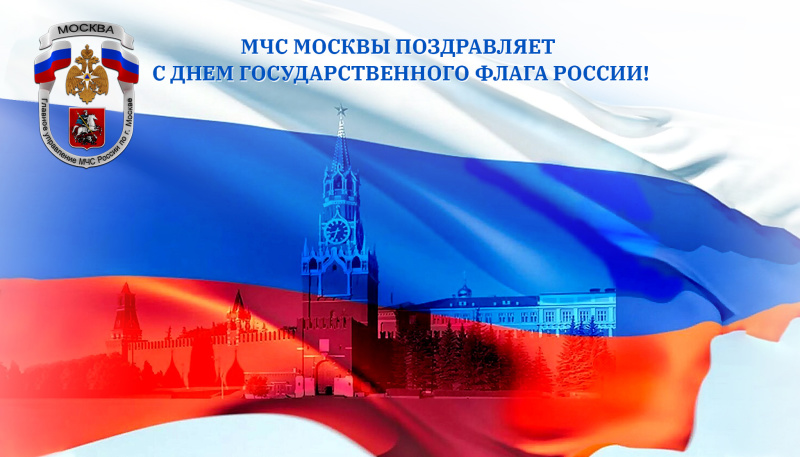 МОСКВА
Главное управление МЧС России по г. Москве
МЧС МОСКВЫ ПОЗДРАВЛЯЕТ
С ДНЕМ ГОСУДАРСТВЕННОГО ФЛАГА РОССИИ!